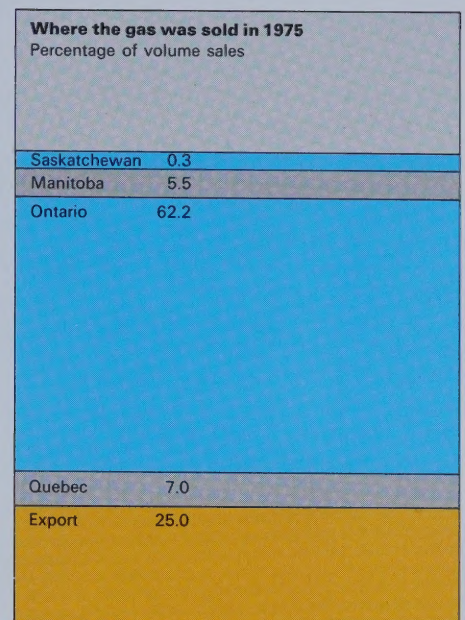 Where the gas was sold in 1975
Percentage of volume sales
Saskatchewan 0.3
Manitoba 5.5
Ontario 62.2
Quebec 7.0
Export 25.0